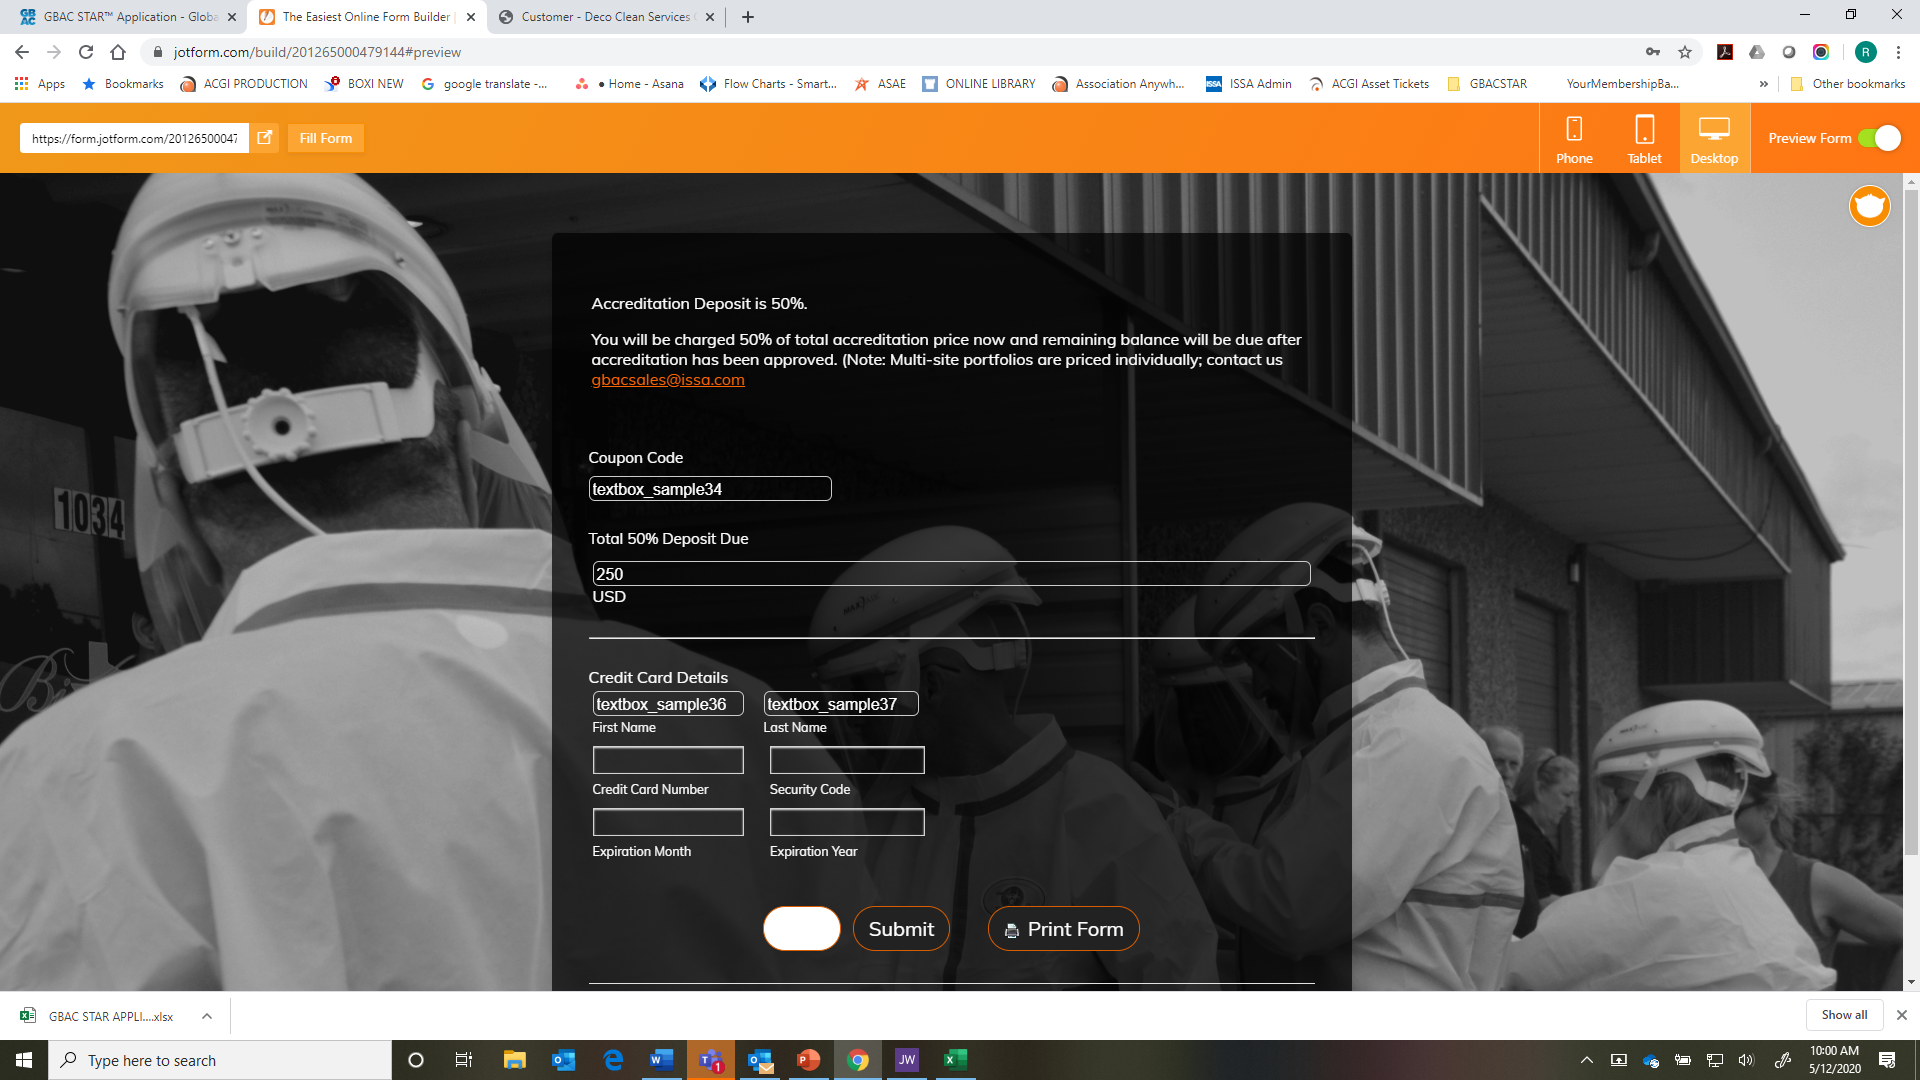 GBAC STAR™ Application - Globa
The Easiest Online Form Builder
Customer - Deco Clean Services
jotform.com/build/201265000479144#preview
R
Apps
Bookmarks
ACGI PRODUCTION
BOXI NEW
google translate -...
• Home - Asana
Flow Charts - Smart...
ASAE
ONLINE LIBRARY
Association Anywh...
ISSA Admin
ACGI Asset Tickets
GBACSTAR
YourMembershipBa...
»
Other bookmarks
https://form.jotform.com/20126500047
Fill Form
Phone
Tablet
Desktop
Preview Form
1034
Accreditation Deposit is 50%.
You will be charged 50% of total accreditation price now and remaining balance will be due after
accreditation has been approved. (Note: Multi-site portfolios are priced individually; contact us
gbacsales@issa.com
Coupon Code
textbox_sample34
Total 50% Deposit Due
250
USD
Credit Card Details
textbox_sample36 textbox_sample37
First Name Last Name
Credit Card Number Security Code
Expiration Month Expiration Year
Submit
Print Form
GBAC STAR APPLI....xlsx
Show all
Type here to search
JW
10:00 AM
5/12/2020